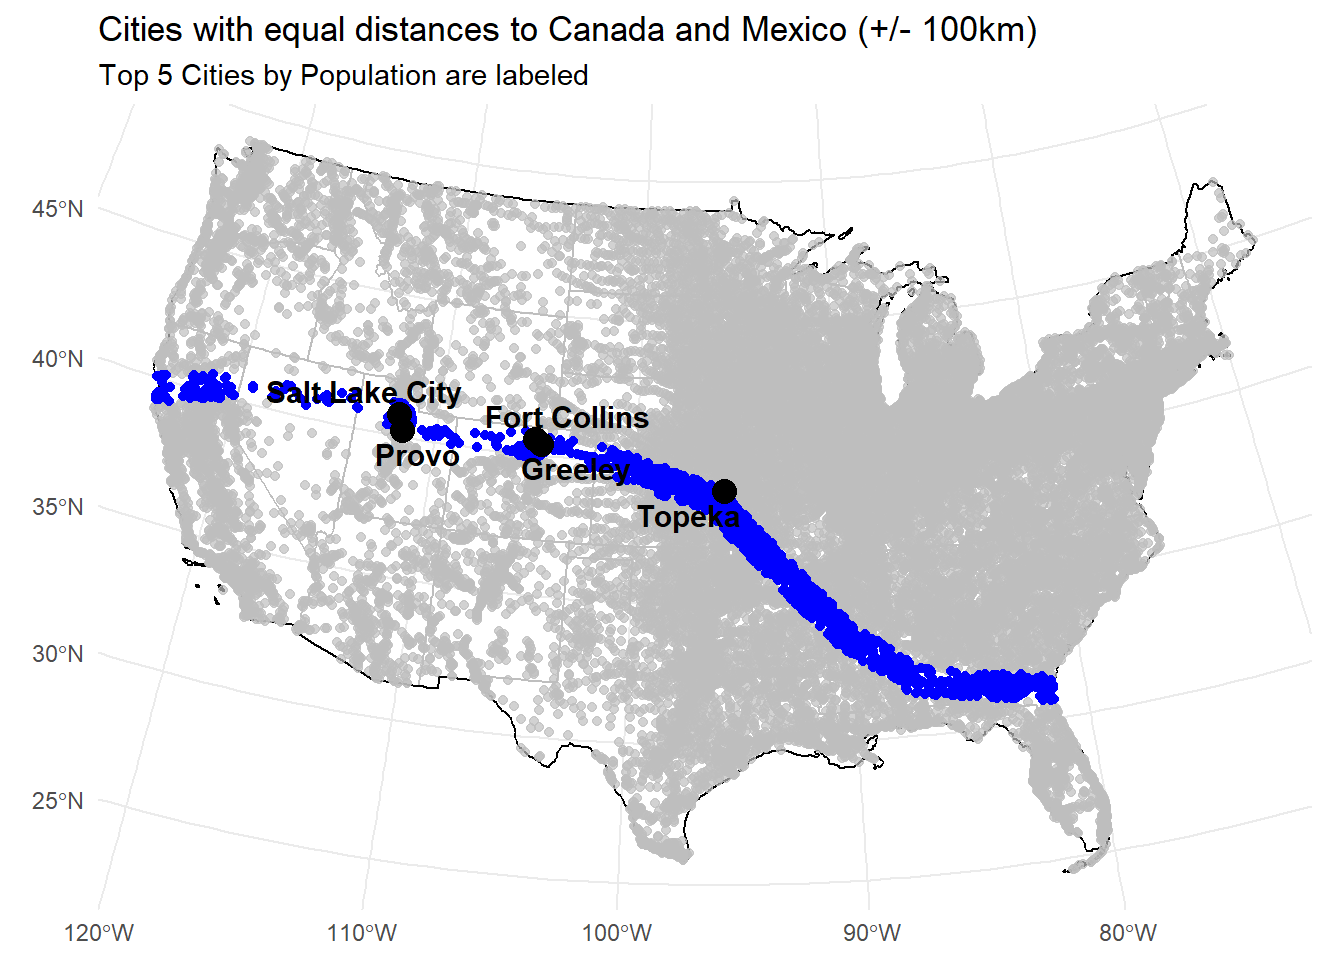 Cities with equal distances to Canada and Mexico (+/- 100km)
Top 5 Cities by Population are labeled
45°N
40°N
Salt Lake City
Fort Collins
Provo
Greeley
35°N
Topeka
30°N
25°N
120°W 110°W 100°W 90°W 80°W